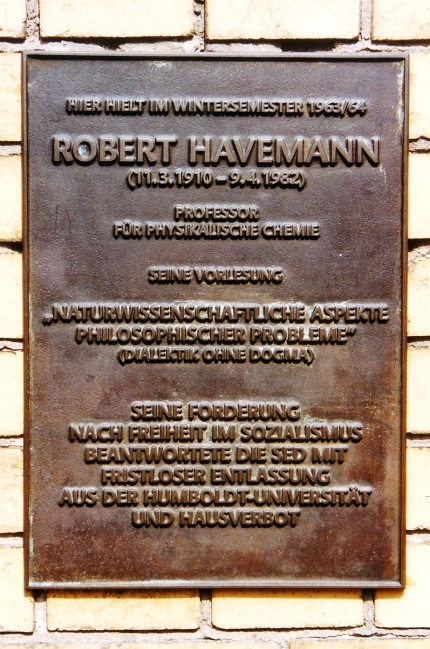 HIER HIELT IM WINTERSEMESTER 1963/64
ROBERT HAVEMANN
(11.3.1910 – 9.4.1982)
PROFESSOR
FÜR PHYSIKALISCHE CHEMIE
SEINE VORLESUNG
„NATURWISSENSCHAFTLICHE ASPEKTE
PHILOSOPHISCHER PROBLEME“
(DIALEKTIK OHNE DOGMA)
SEINE FORDERUNG
NACH FREIHEIT IM SOZIALISMUS
BEANTWORTETE DIE SED MIT
FRISTLOSER ENTLASSUNG
AUS DER HUMBOLDT-UNIVERSITÄT
UND HAUSVERBOT